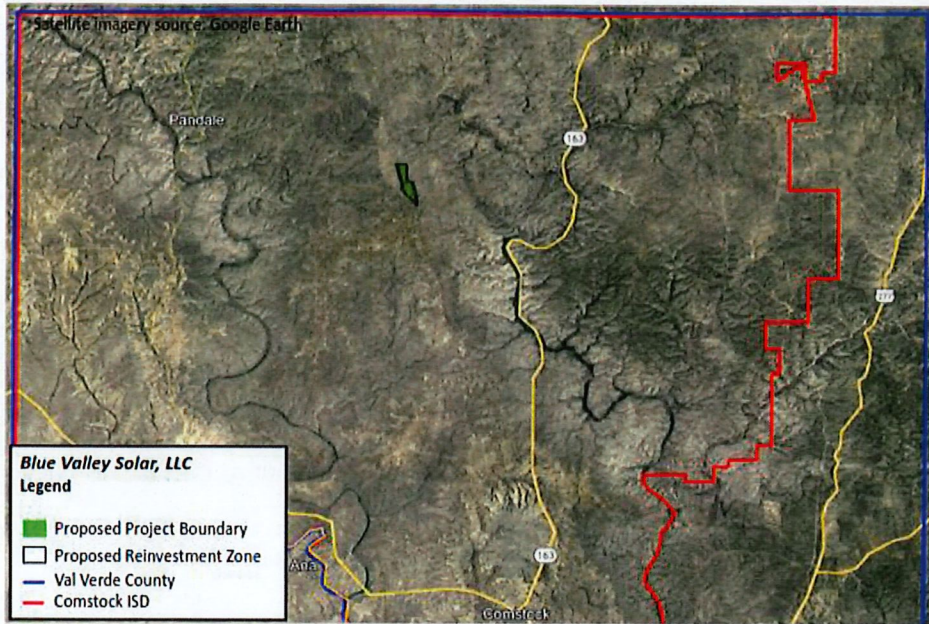 Satellite imagery source: Google Earth
Pandale
163
277
Blue Valley Solar, LLC
Legend
Proposed Project Boundary
Proposed Reinvestment Zone
Val Verde County
Comstock ISD
163
Comstock